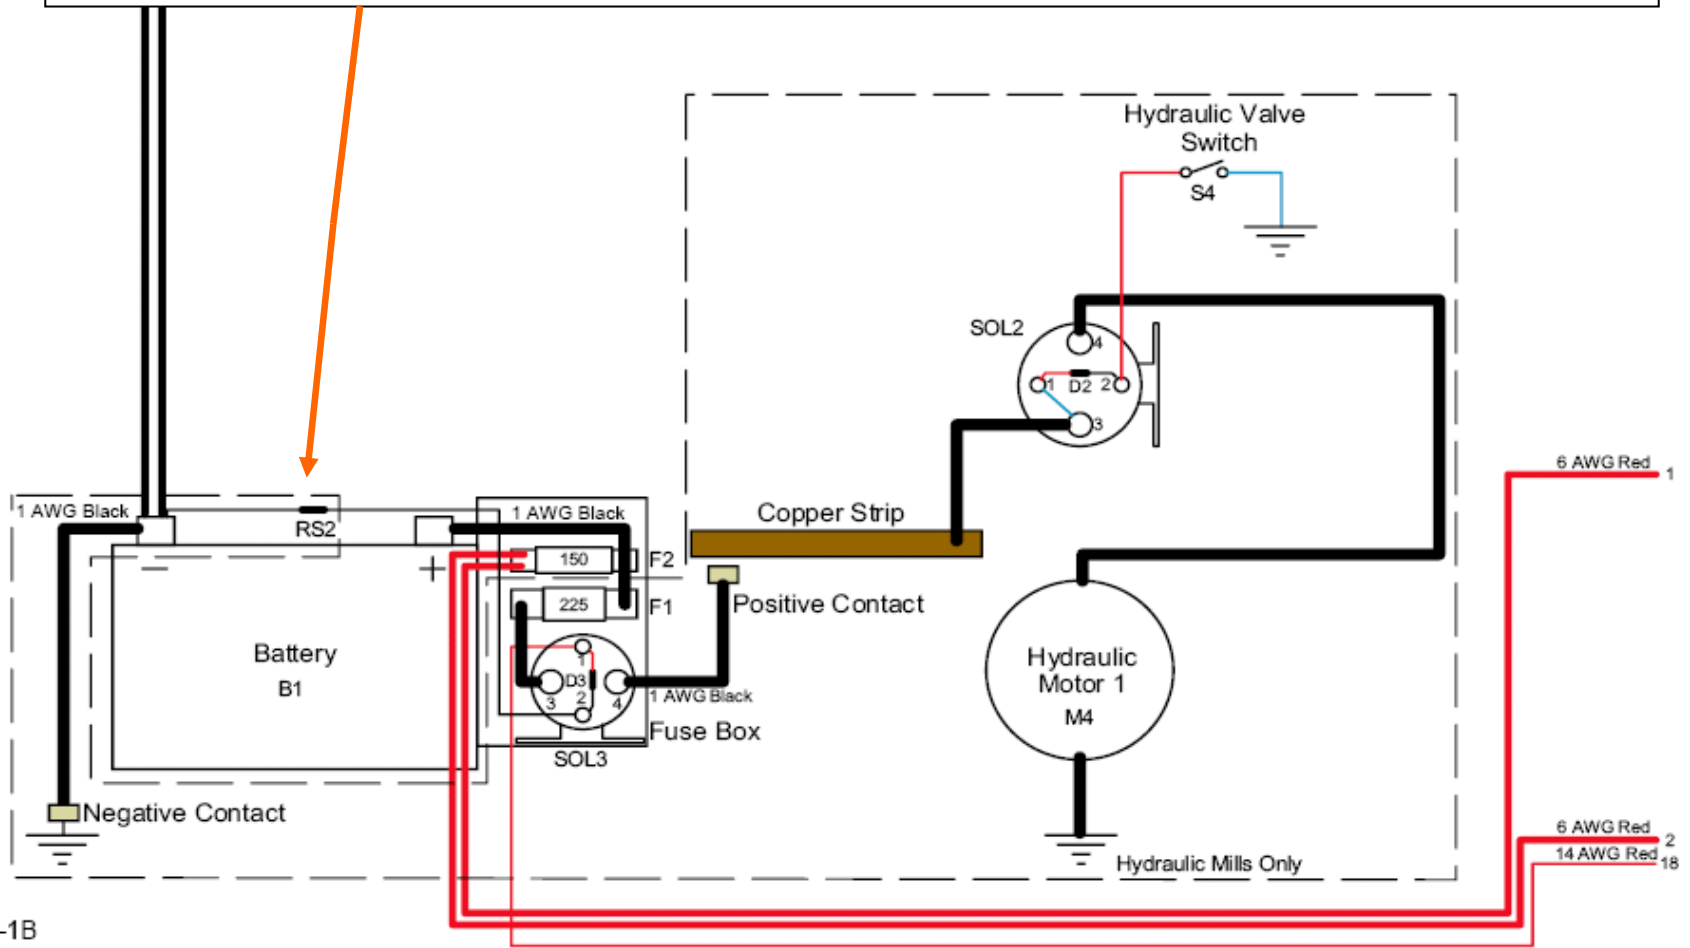 Hydraulic Valve
Switch
S4
SOL2
4
1
D2
2
3
6 AWG Red
1
1 AWG Black
RS2
1 AWG Black
Copper Strip
−
+
150
F2
225
F1
Positive Contact
Battery
B1
1
D3
2
3
4
1 AWG Black
Fuse Box
SOL3
Hydraulic
Motor 1
M4
Negative Contact
6 AWG Red
2
14 AWG Red
18
Hydraulic Mills Only
-1B